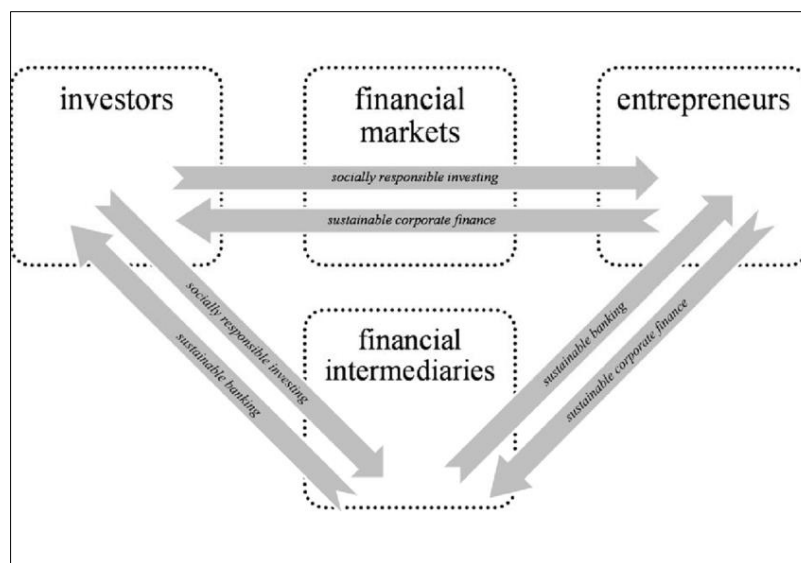 investors
financial
markets
entrepreneurs
socially responsible investing
sustainable corporate finance
financial
intermediaries
socially responsible investing
sustainable banking
sustainable banking
sustainable corporate finance